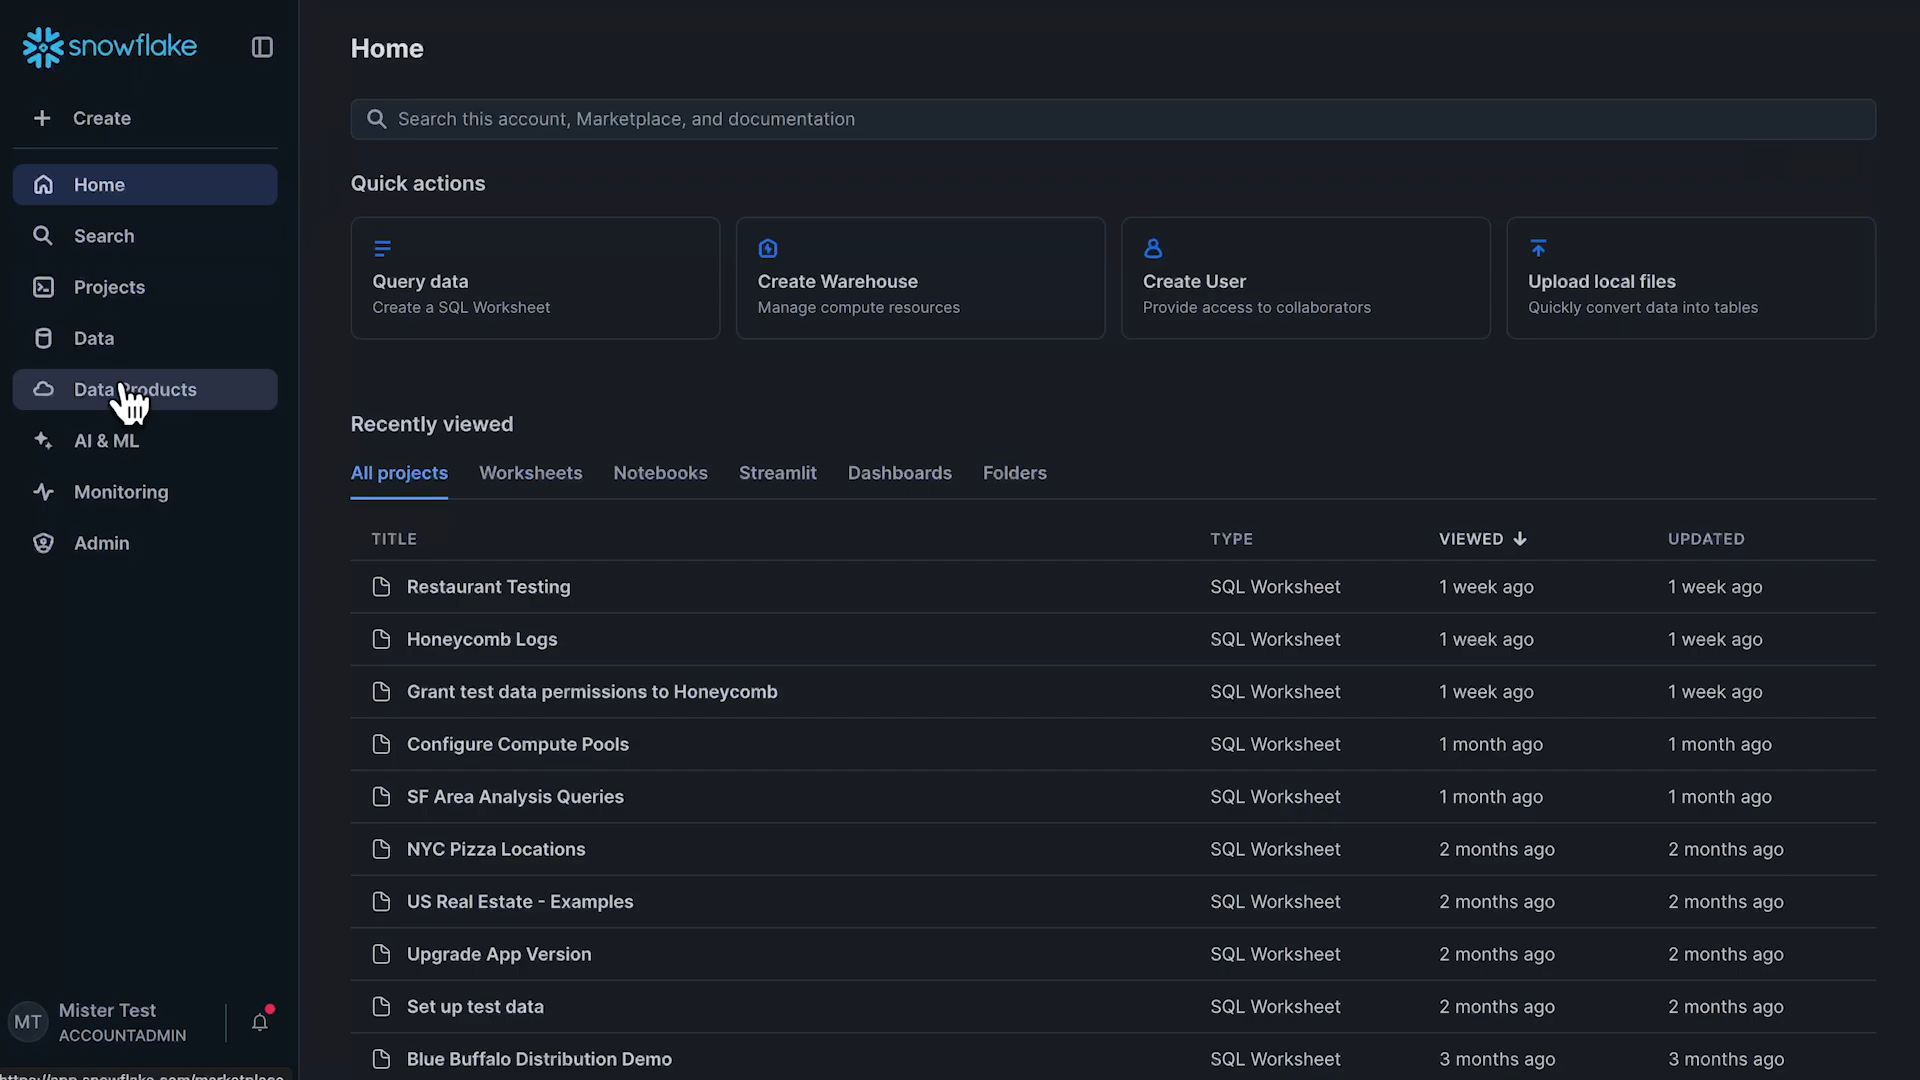 snowflake
Create
Home
Search
Projects
Data
Data Products
AI & ML
Monitoring
Admin
MT
Mister Test
ACCOUNTADMIN
https://app.snowflake.com/marketplace
Home
Search this account, Marketplace, and documentation
Quick actions
Query data
Create a SQL Worksheet
Create Warehouse
Manage compute resources
Create User
Provide access to collaborators
Upload local files
Quickly convert data into tables
Recently viewed
All projects Worksheets Notebooks Streamlit Dashboards Folders
TITLE TYPE VIEWED UPDATED
Restaurant Testing SQL Worksheet 1 week ago 1 week ago
Honeycomb Logs SQL Worksheet 1 week ago 1 week ago
Grant test data permissions to Honeycomb SQL Worksheet 1 week ago 1 week ago
Configure Compute Pools SQL Worksheet 1 month ago 1 month ago
SF Area Analysis Queries SQL Worksheet 1 month ago 1 month ago
NYC Pizza Locations SQL Worksheet 2 months ago 2 months ago
US Real Estate - Examples SQL Worksheet 2 months ago 2 months ago
Upgrade App Version SQL Worksheet 2 months ago 2 months ago
Set up test data SQL Worksheet 2 months ago 2 months ago
Blue Buffalo Distribution Demo SQL Worksheet 3 months ago 3 months ago